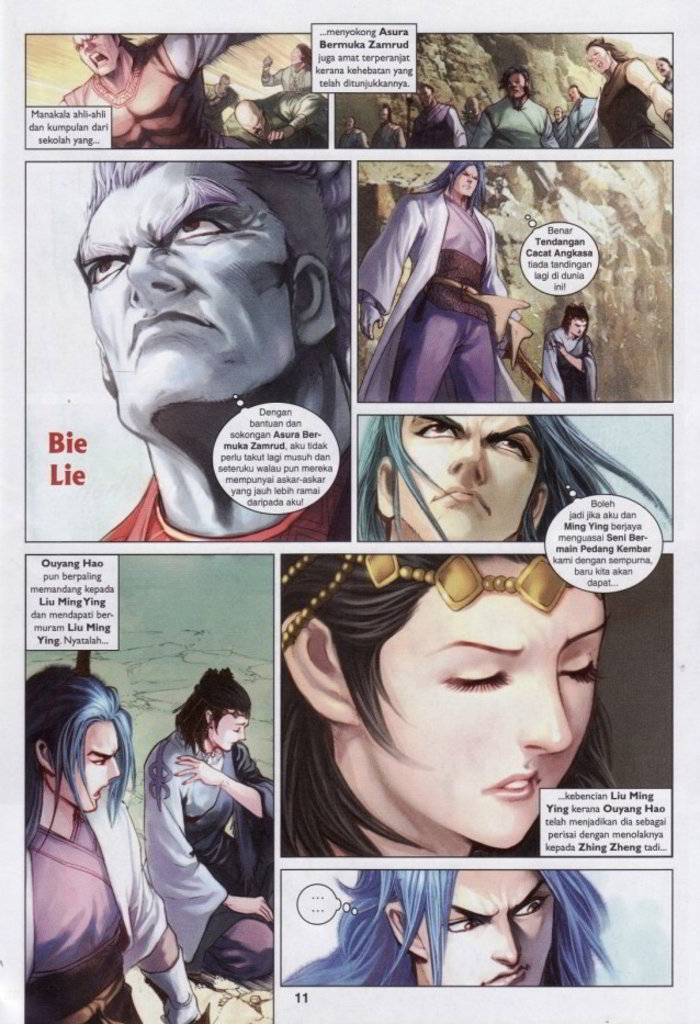 Manakala ahli-ahli
dan kumpulan dari
sekolah yang...
...menyokong Asura
Bermuka Zamrud
juga amat terperanjat
kerana kehebatan yang
telah ditunjukkannya.
Bie
Lie
Dengan
bantuan dan
sokongan Asura Ber-
muka Zamrud, aku tidak
perlu takut lagi musuh dan
seteruku walau pun mereka
mempunyai askar-askar
yang jauh lebih ramai
daripada aku!
Benar
Tendangan
Cacat Angkasa
tiada tandingan
lagi di dunia
ini!
Boleh
jadi jika aku dan
Ming Ying berjaya
menguasai Seni Ber-
main Pedang Kembar
kami dengan sempurna,
baru kita akan
dapat...
Ouyang Hao
pun berpaling
memandang kepada
Liu Ming Ying
dan mendapati ber-
muram Liu Ming
Ying. Nyatalah...
...kebencian Liu Ming
Ying kerana Ouyang Hao
telah menjadikan dia sebagai
perisai dengan menolaknya
kepada Zhing Zheng tadi...
...
...
11